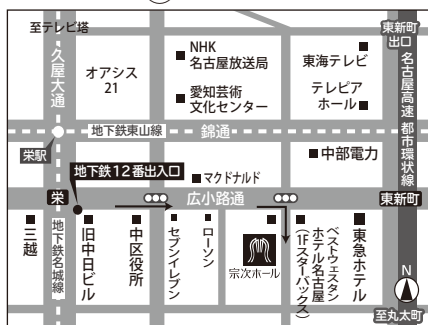 至テレビ塔
東新町
出口
久屋大通
オアシス
21
NHK
名古屋放送局
愛知芸術
文化センター
東海テレビ
テレピア
ホール
名古屋高速 都市環状線
地下鉄東山線
錦通
栄駅
地下鉄12番出入口
マクドナルド
中部電力
栄
広小路通
東新町
三越
地下鉄名城線
旧中日ビル
中区役所
セブンイレブン
ローソン
宗次ホール
ベストウェスタン
ホテル名古屋
(1Fスターバックス)
東急ホテル
N
至丸太町